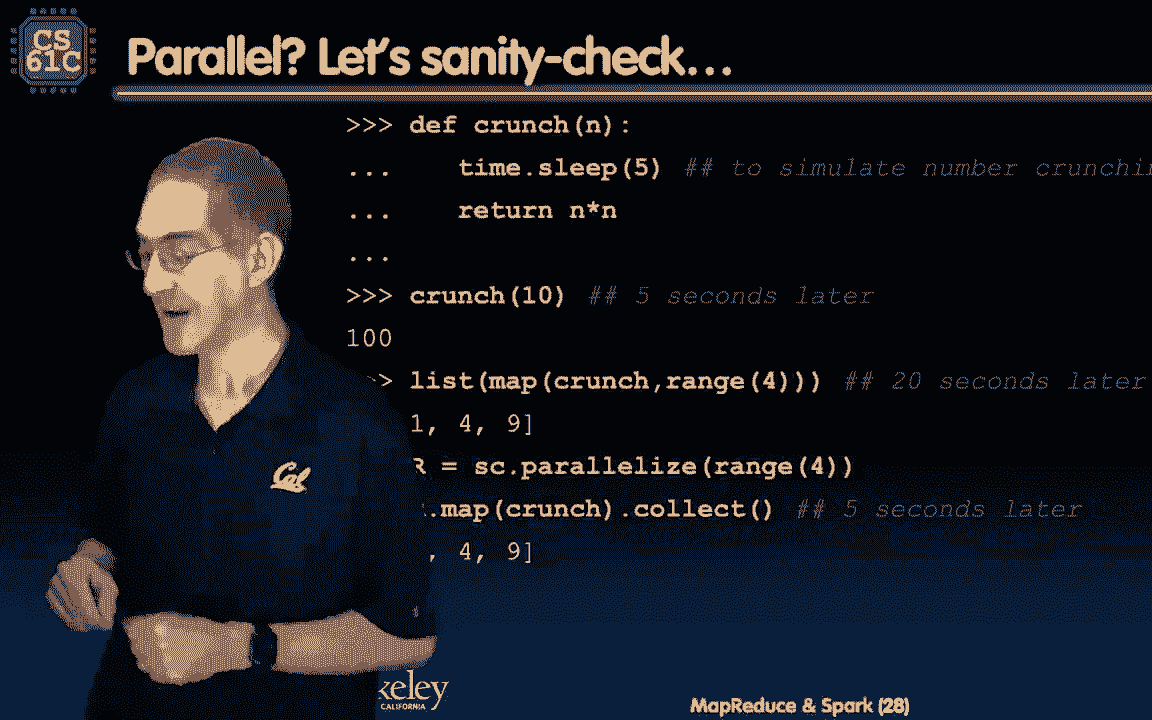 CS
61C
Parallel? Let's sanity-check...
>>> def crunch(n):
... time.sleep(5) ## to simulate number
... return n*n
...
>>> crunch(10) ## 5 seconds later
100
> list(map(crunch,range(4))) ## 20 seconds later
1, 4, 9]
R = sc.parallelize(range(4))
.map(crunch).collect() ## 5 seconds later
, 4, 9]
Cal
keley
CALIFORNIA
MapReduce & Spark (28)